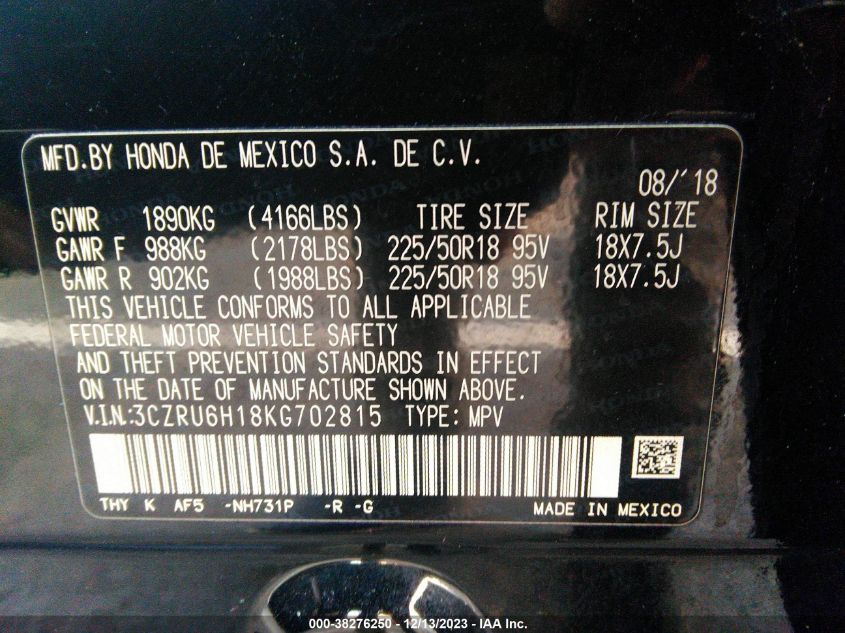 MFD.BY HONDA DE MEXICO S.A. DE C.V.
08/'18
GVWR 1890KG (4166LBS) TIRE SIZE RIM SIZE
GAWR F 988KG (2178LBS) 225/50R18 95V 18X7.5J
GAWR R 902KG (1988LBS) 225/50R18 95V 18X7.5J
THIS VEHICLE CONFORMS TO ALL APPLICABLE
FEDERAL MOTOR VEHICLE SAFETY
AND THEFT PREVENTION STANDARDS IN EFFECT
ON THE DATE OF MANUFACTURE SHOWN ABOVE.
V.I.N.:3CZRU6H18KG702815 TYPE: MPV
THY K AF5 -NH731P -R -G MADE IN MEXICO
000-38276250 - 12/13/2023 - IAA Inc.